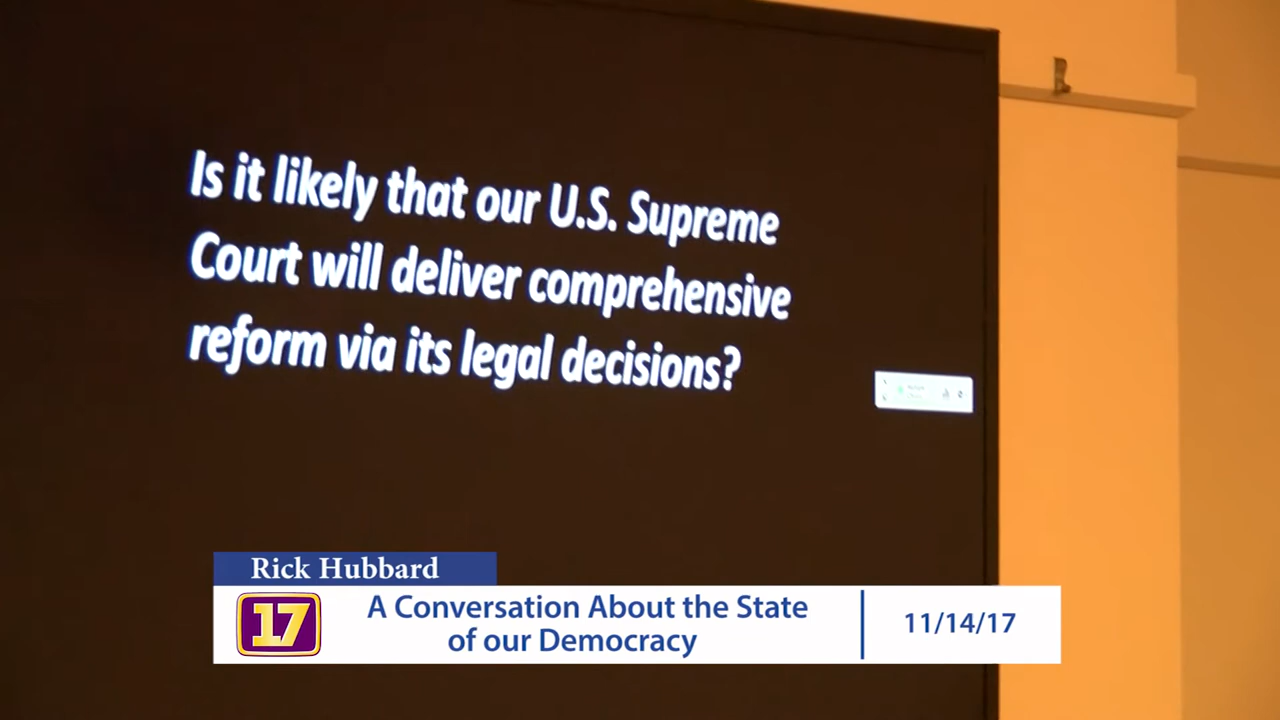 Is it likely that our U.S. Supreme
Court will deliver comprehensive
reform via its legal decisions?
Rick Hubbard
17
A Conversation About the State
of our Democracy
11/14/17